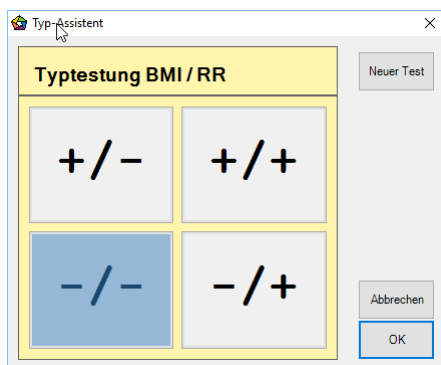 Typ-Assistent
Typtestung BMI / RR
Neuer Test
+/- +/+
-/- -/+
Abbrechen
OK